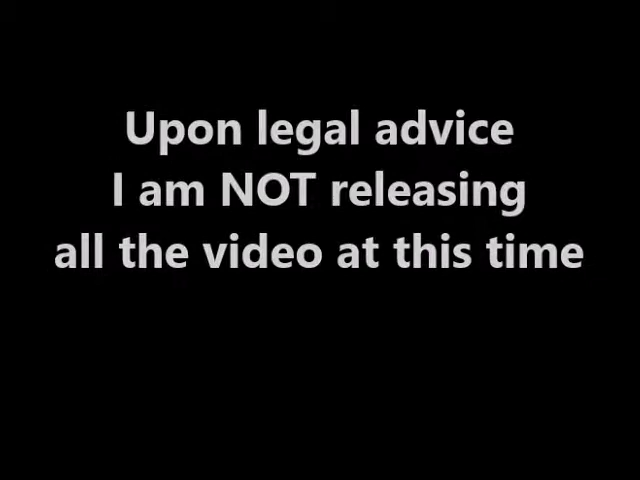 Upon legal advice
I am NOT releasing
all the video at this time